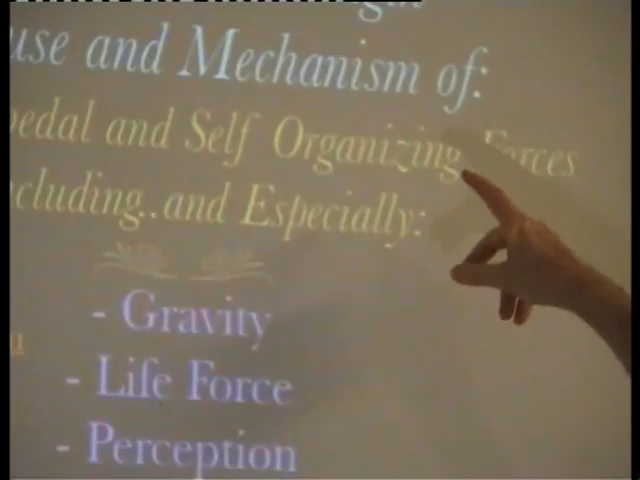 use and Mechanism of:
pedal and Self Organizing Forces
cluding..and Especially:
- Gravity
u
- Life Force
- Perception